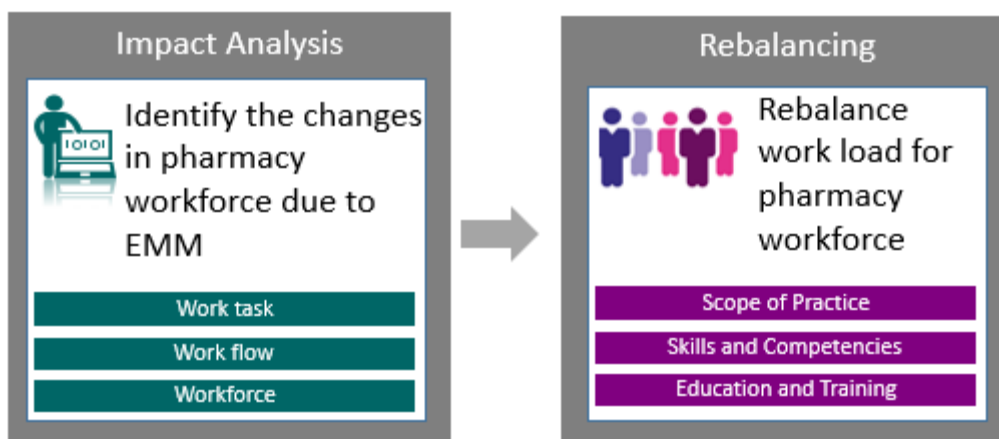 Impact Analysis
Identify the changes
in pharmacy
workforce due to
EMM
10101
Work task
Work flow
Workforce
Rebalancing
Rebalance
work load for
pharmacy
workforce
Scope of Practice
Skills and Competencies
Education and Training